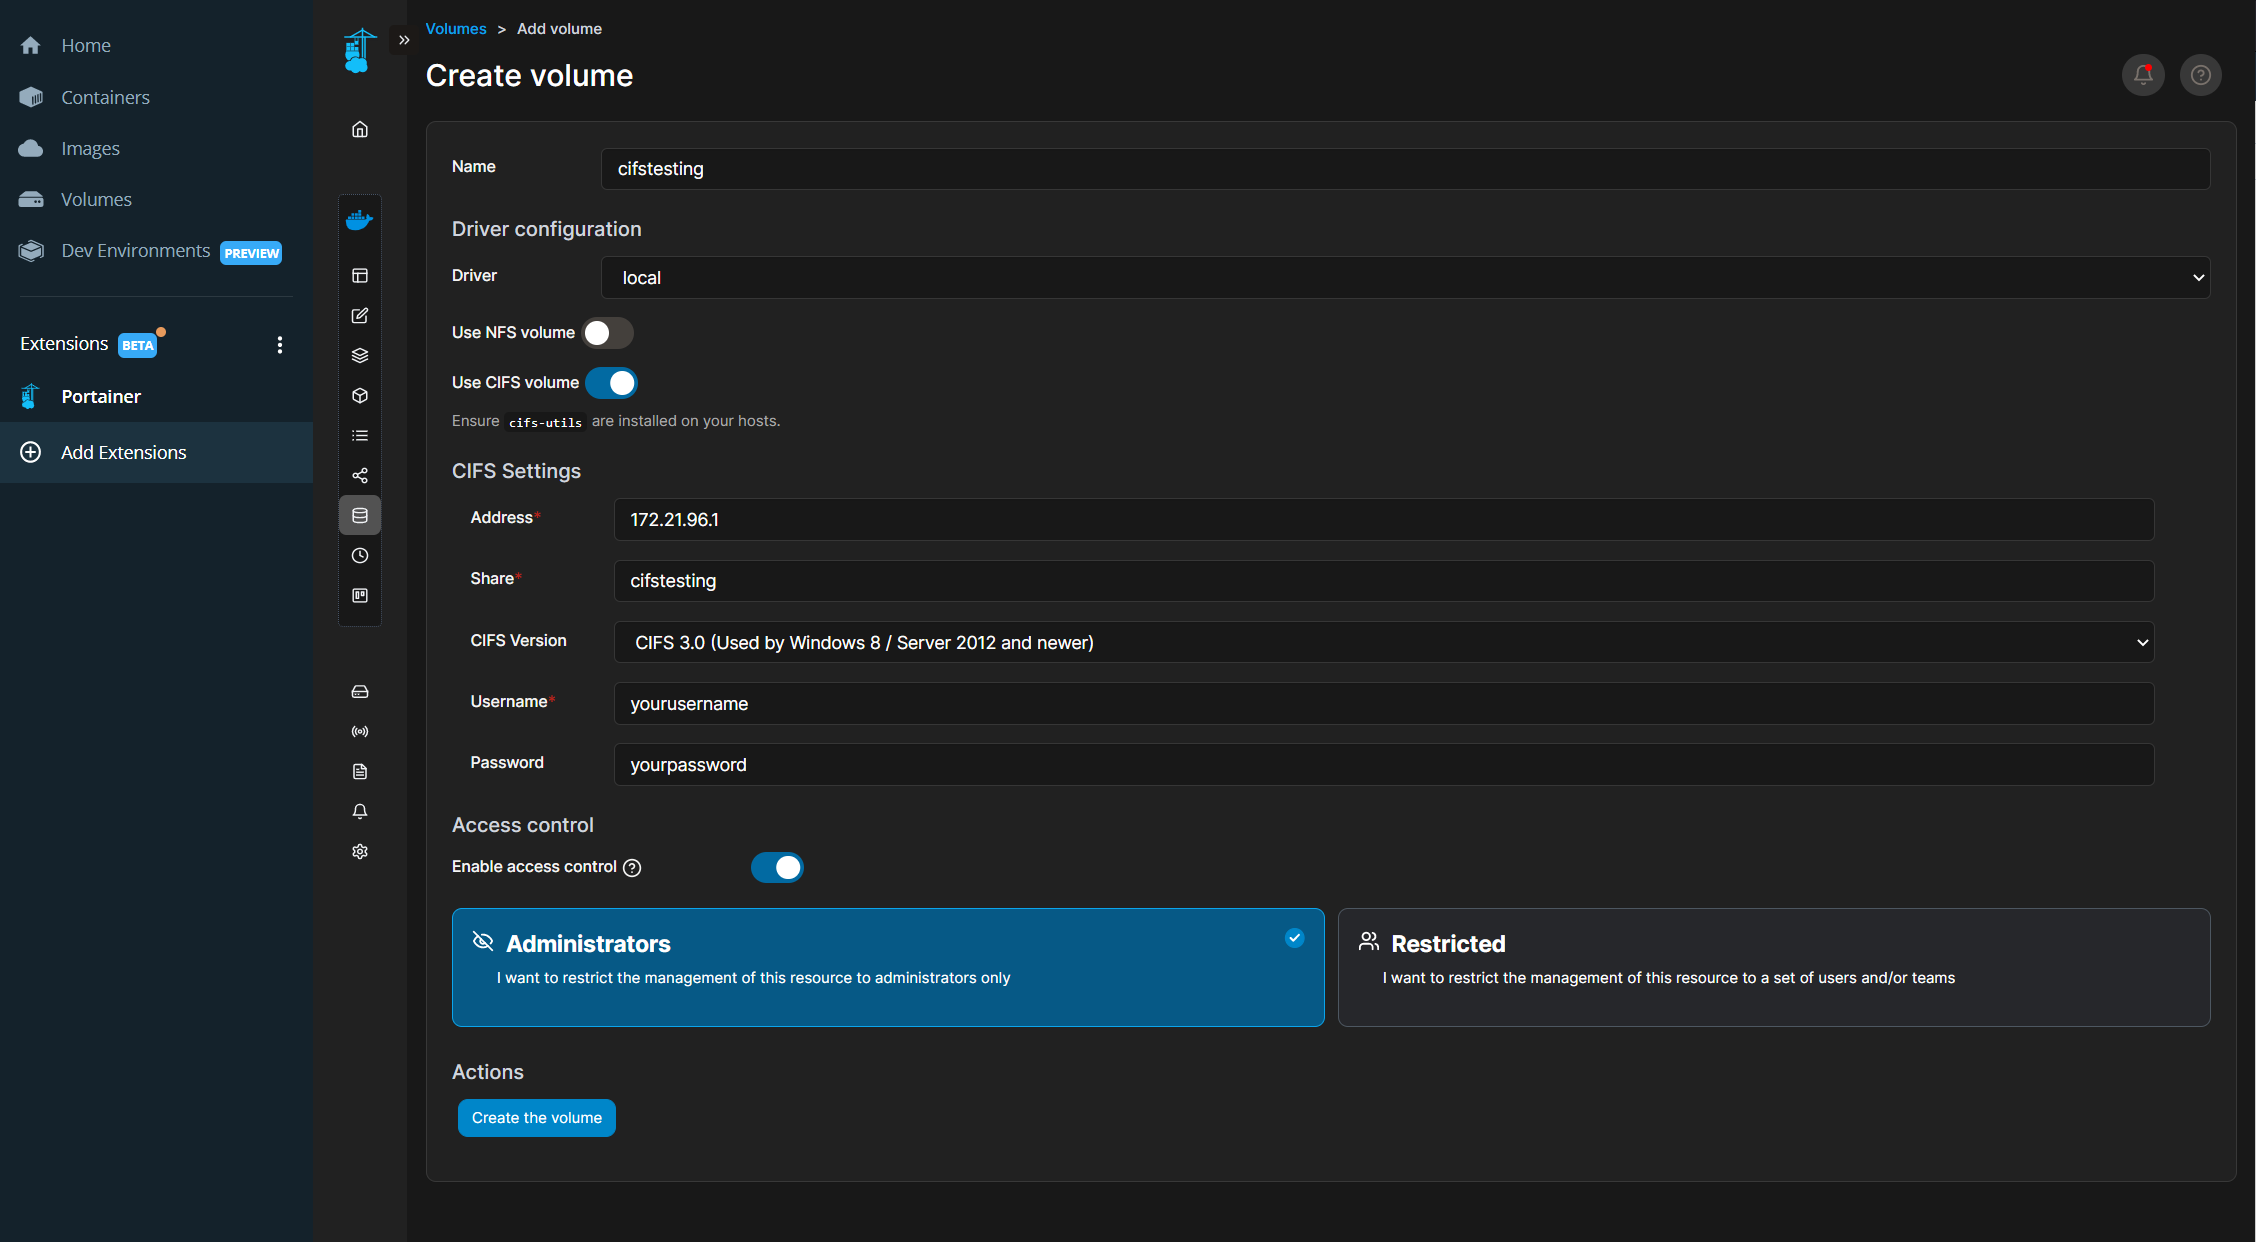 Home
Containers
Images
Volumes
Dev Environments PREVIEW
Extensions BETA
Portainer
Add Extensions
Volumes > Add volume
Create volume
Name
cifstesting
Driver configuration
Driver
local
Use NFS volume
Use CIFS volume
Ensure cifs-utils are installed on your hosts.
CIFS Settings
Address*
172.21.96.1
Share*
cifstesting
CIFS Version
CIFS 3.0 (Used by Windows 8 / Server 2012 and newer)
Username*
yourusername
Password
yourpassword
Access control
Enable access control
Administrators
I want to restrict the management of this resource to administrators only
Restricted
I want to restrict the management of this resource to a set of users and/or teams
Actions
Create the volume